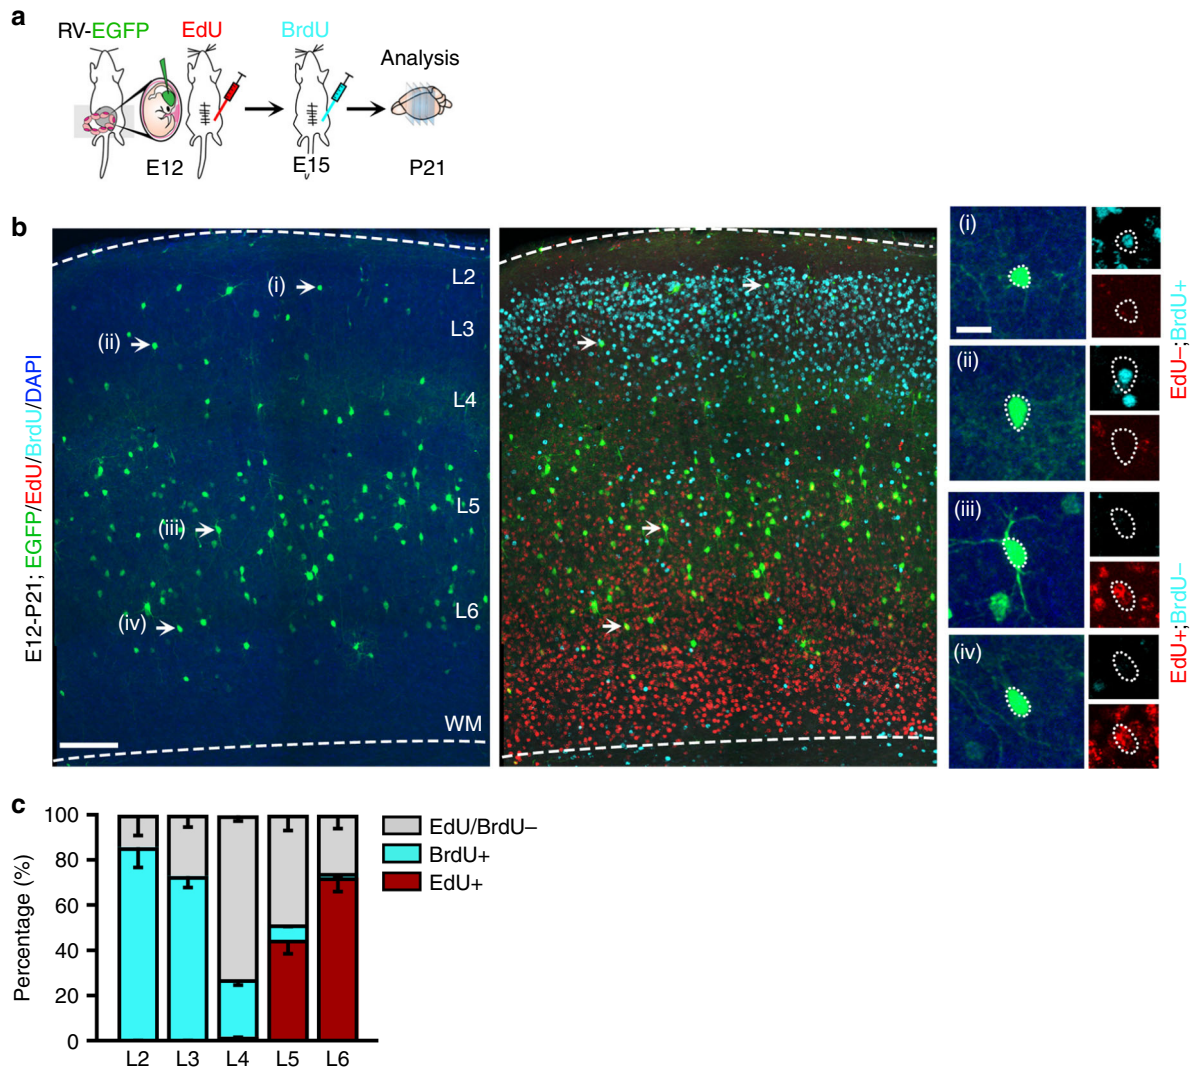 a
RV-EGFP EdU BrdU
Analysis
E12 E15 P21
b
E12-P21; EGFP/EdU/BrdU/DAPI
(i)
(ii)
(iii)
(iv)
L2
L3
L4
L5
L6
WM
(i)
(ii)
(iii)
(iv)
EdU–;BrdU+
EdU+;BrdU–
c
Percentage (%)
100
80
60
40
20
0
L2 L3 L4 L5 L6
EdU/BrdU–
BrdU+
EdU+